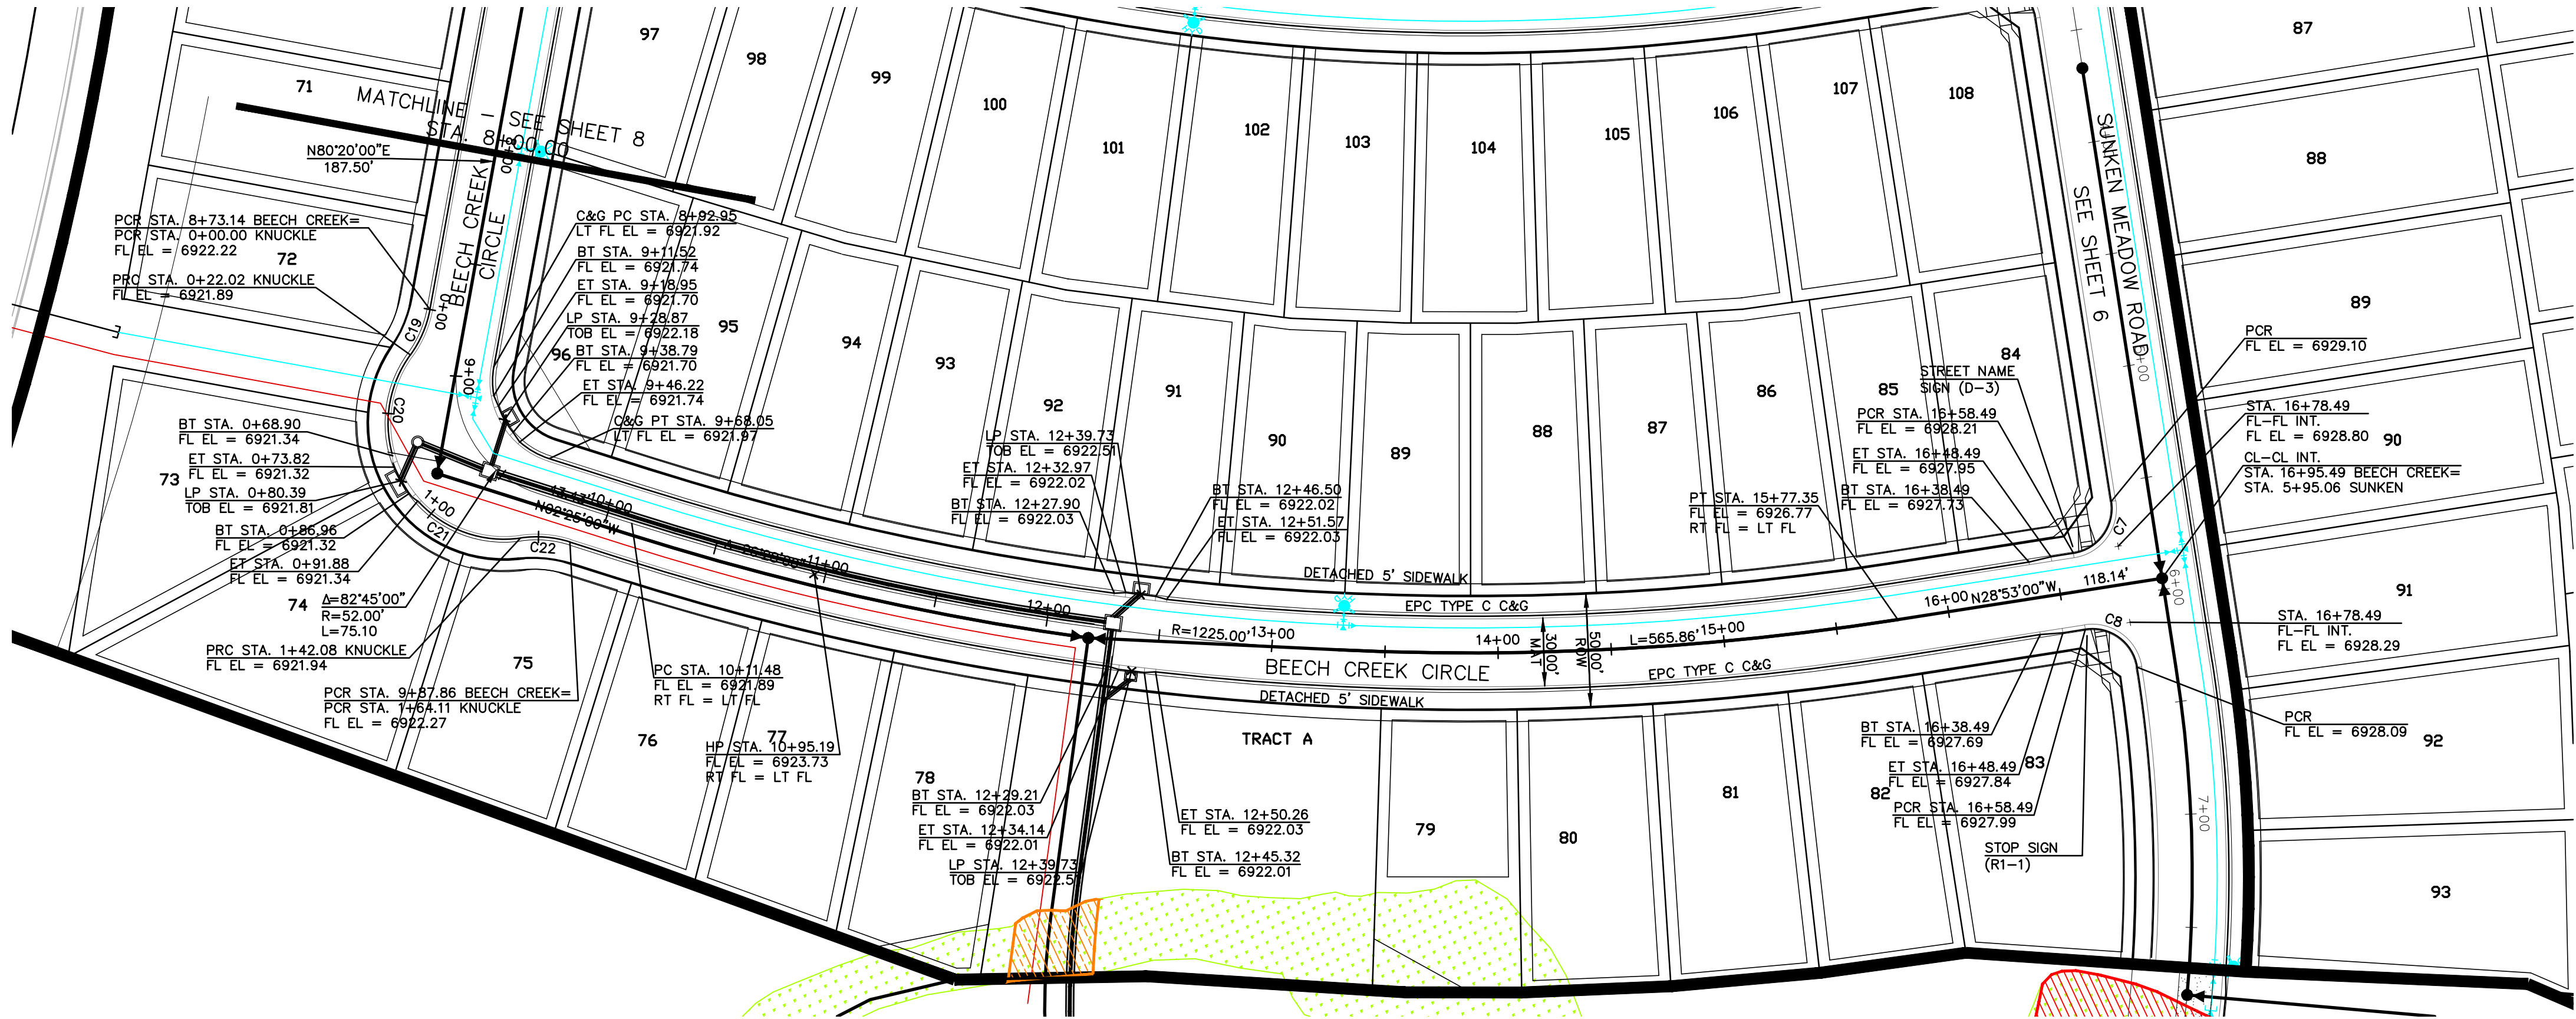 MATCHLINE - SEE SHEET 8
STA. 8+00.00
N80°20'00"E
187.50'
BEECH CREEK
CIRCLE
8+00
9+00
PCR STA. 8+73.14 BEECH CREEK=
PCR STA. 0+00.00 KNUCKLE
FL EL = 6922.22
PRC STA. 0+22.02 KNUCKLE
FL EL = 6921.89
0+00
C19
C20
C21
C22
1+00
C&G PC STA. 8+92.95
LT FL EL = 6921.92
BT STA. 9+11.52
FL EL = 6921.74
ET STA. 9+18.95
FL EL = 6921.70
LP STA. 9+28.87
TOB EL = 6922.18
BT STA. 9+38.79
FL EL = 6921.70
ET STA. 9+46.22
FL EL = 6921.74
C&G PT STA. 9+68.05
LT FL EL = 6921.97
BT STA. 0+68.90
FL EL = 6921.34
ET STA. 0+73.82
FL EL = 6921.32
LP STA. 0+80.39
TOB EL = 6921.81
BT STA. 0+86.96
FL EL = 6921.32
ET STA. 0+91.88
FL EL = 6921.34
Δ=82°45'00"
R=52.00'
L=75.10
PRC STA. 1+42.08 KNUCKLE
FL EL = 6921.94
PCR STA. 9+87.86 BEECH CREEK=
PCR STA. 1+64.11 KNUCKLE
FL EL = 6922.27
10+00
11+00
12+00
PC STA. 10+11.48
FL EL = 6921.89
RT FL = LT FL
HP STA. 10+95.19
FL EL = 6923.73
RT FL = LT FL
LP STA. 12+39.73
TOB EL = 6922.51
ET STA. 12+32.97
FL EL = 6922.02
BT STA. 12+27.90
FL EL = 6922.03
BT STA. 12+46.50
FL EL = 6922.02
ET STA. 12+51.57
FL EL = 6922.03
BT STA. 12+29.21
FL EL = 6922.03
ET STA. 12+34.14
FL EL = 6922.01
LP STA. 12+39.73
TOB EL = 6922.5
ET STA. 12+50.26
FL EL = 6922.03
BT STA. 12+45.32
FL EL = 6922.01
DETACHED 5' SIDEWALK
EPC TYPE C C&G
R=1225.00'
13+00
14+00
L=565.86'
15+00
16+00
N28°53'00"W
118.14'
BEECH CREEK CIRCLE
30.00'
MAT
50.00'
ROW
EPC TYPE C C&G
DETACHED 5' SIDEWALK
TRACT A
PT STA. 15+77.35
FL EL = 6926.77
RT FL = LT FL
STREET NAME
SIGN (D-3)
PCR STA. 16+58.49
FL EL = 6928.21
ET STA. 16+48.49
FL EL = 6927.95
BT STA. 16+38.49
FL EL = 6927.73
BT STA. 16+38.49
FL EL = 6927.69
ET STA. 16+48.49
FL EL = 6927.84
PCR STA. 16+58.49
FL EL = 6927.99
STOP SIGN
(R1-1)
SUNKEN MEADOW ROAD
SEE SHEET 6
PCR
FL EL = 6929.10
STA. 16+78.49
FL-FL INT.
FL EL = 6928.80
CL-CL INT.
STA. 16+95.49 BEECH CREEK=
STA. 5+95.06 SUNKEN
STA. 16+78.49
FL-FL INT.
FL EL = 6928.29
PCR
FL EL = 6928.09
C7
C8
6+00
7+00
71
72
73
74
75
76
77
78
79
80
81
82
83
84
85
86
87
88
89
90
91
92
93
94
95
96
97
98
99
100
101
102
103
104
105
106
107
108
87
88
89
90
91
92
93